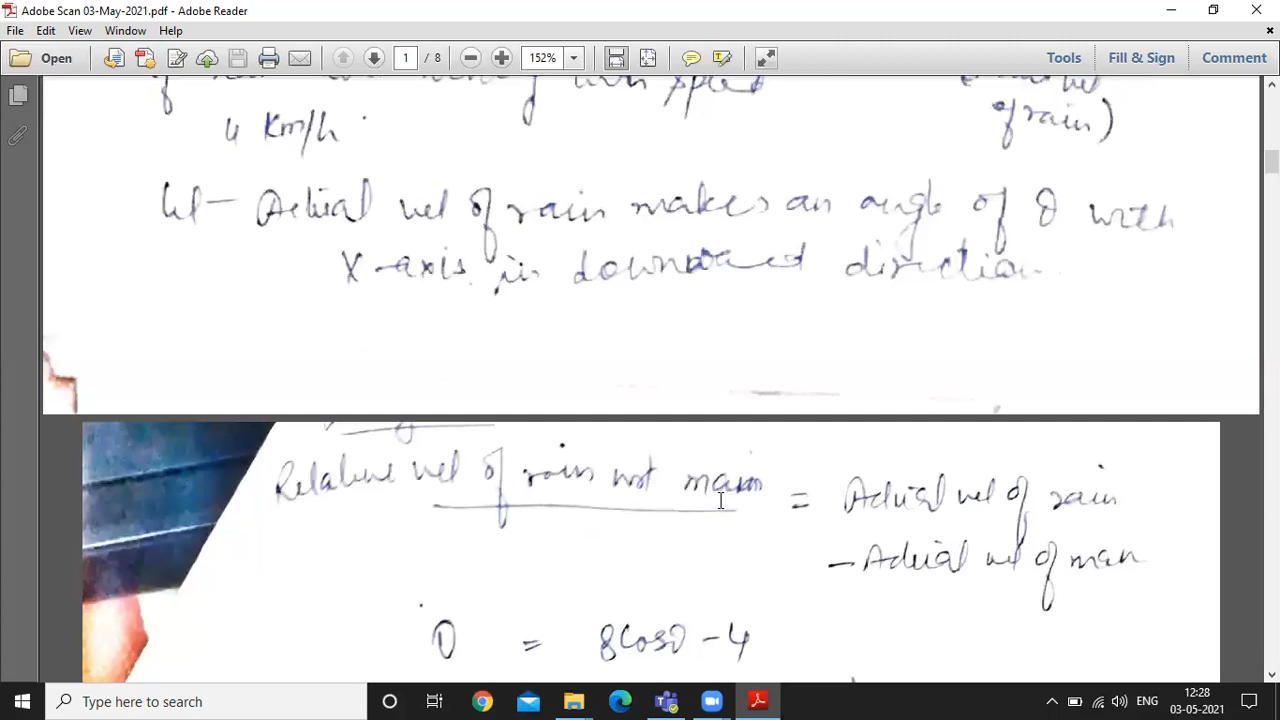 Adobe Scan 03-May-2021.pdf - Adobe Reader
File Edit View Window Help
Open 1 / 8 152% Tools Fill & Sign Comment
speed
4 Km/h of rain)
Let - Actual vel of rain makes an angle of θ with
X-axis in downward direction
Relative vel of rain wrt man = Actual vel of rain
- Actual vel of man
0 = 8Cosθ - 4
Type here to search
ENG 12:28
03-05-2021